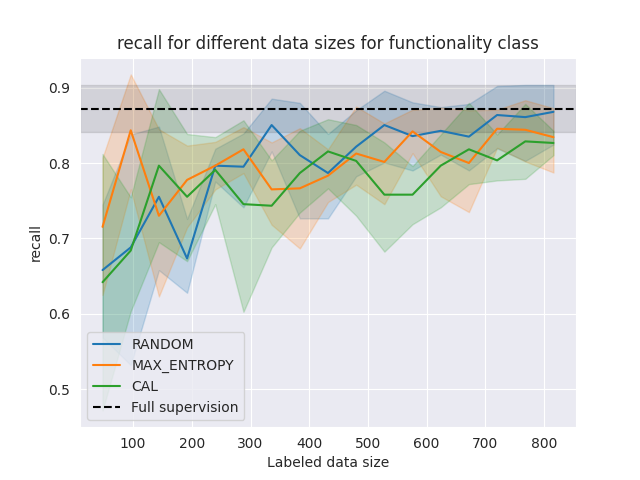 recall for different data sizes for functionality class
recall
0.9
0.8
0.7
0.6
0.5
RANDOM
MAX_ENTROPY
CAL
Full supervision
100 200 300 400 500 600 700 800
Labeled data size